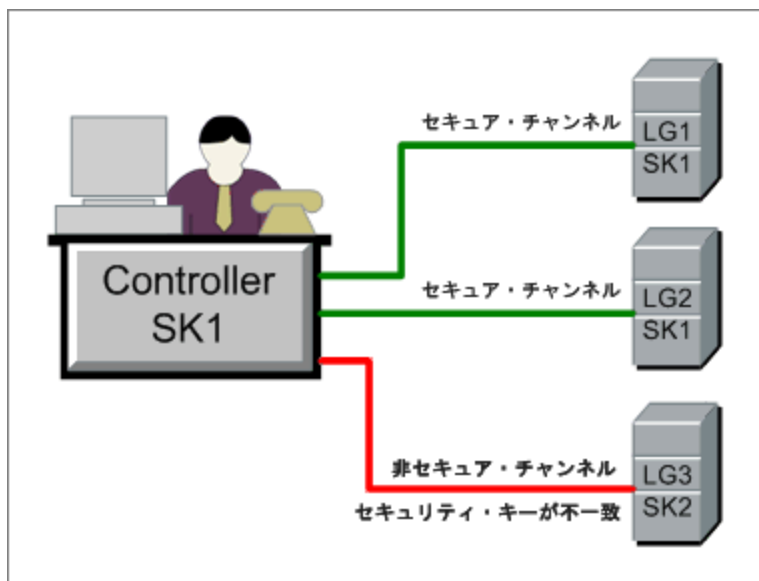 セキュア・チャンネル
LG1
SK1
Controller
SK1
セキュア・チャンネル
LG2
SK1
非セキュア・チャンネル
セキュリティ・キーが不一致
LG3
SK2